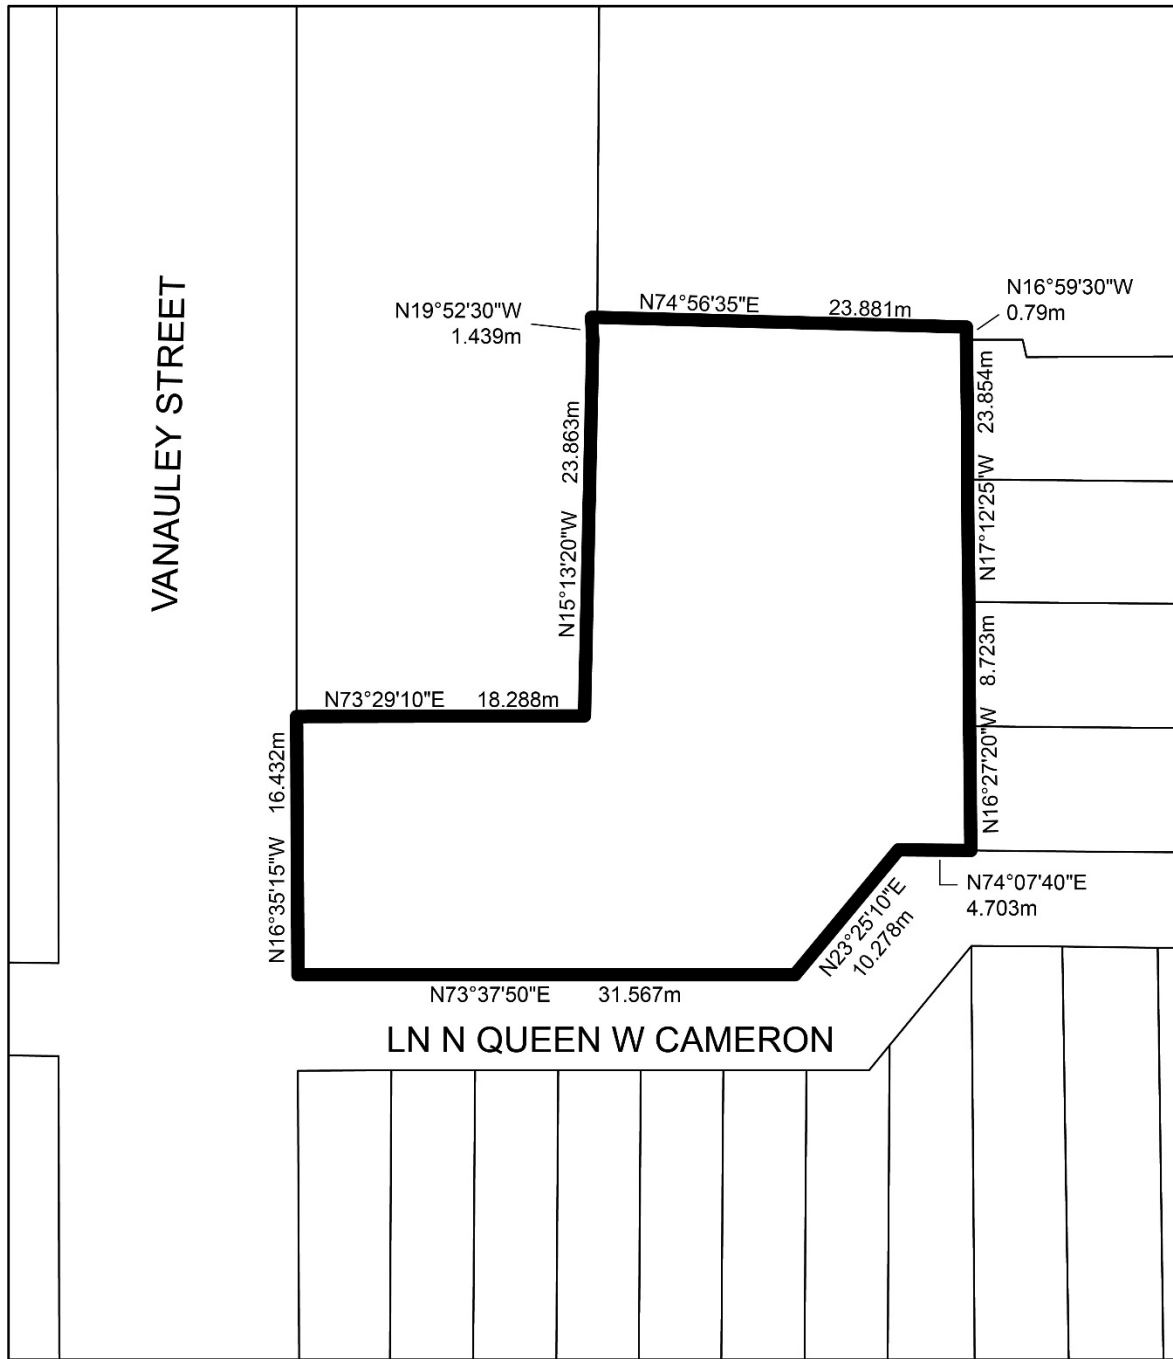 N16°59'30"W
0.79m
N19°52'30"W
1.439m
N74°56'35"E 23.881m
VANAULEY STREET
N15°13'20"W 23.863m
N17°12'25"W 23.854m
N16°27'20"W 8.723m
N73°29'10"E 18.288m
N16°35'15"W 16.432m
N74°07'40"E
4.703m
N23°25'10"E
10.278m
N73°37'50"E 31.567m
LN N QUEEN W CAMERON